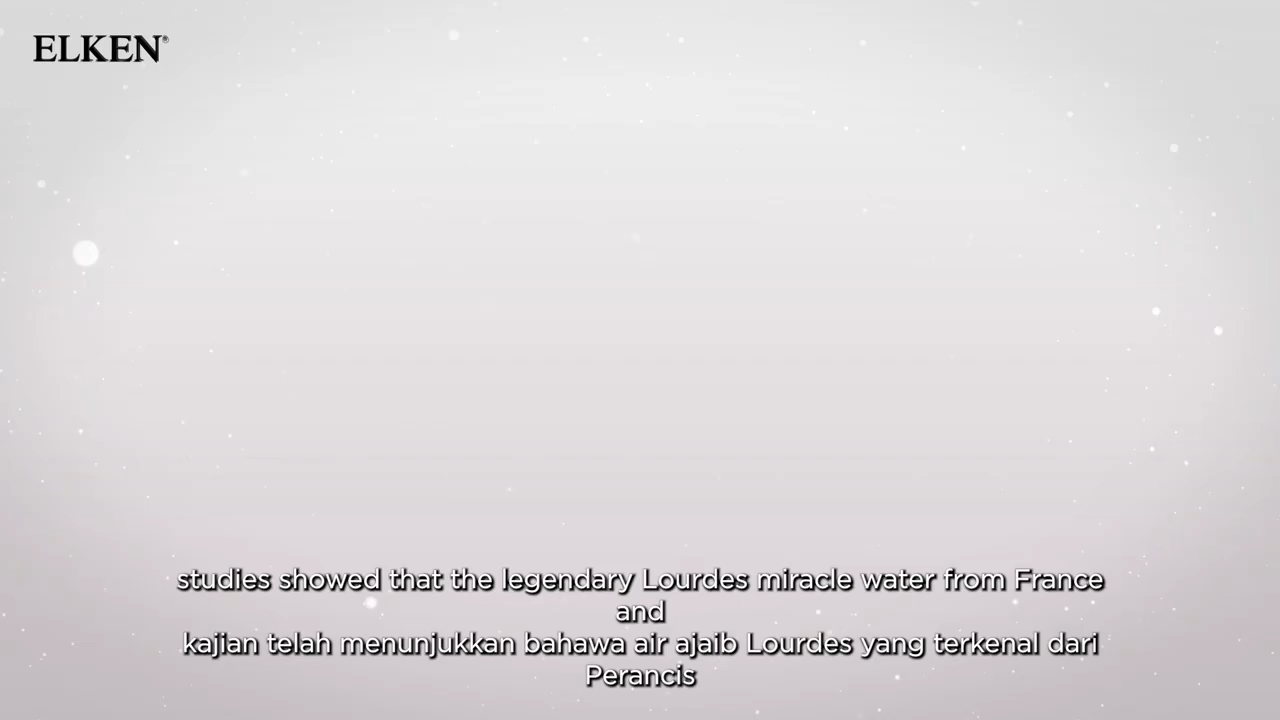 ELKEN®
studies showed that the legendary Lourdes miracle water from France
and
kajian telah menunjukkan bahawa air ajaib Lourdes yang terkenal dari
Perancis